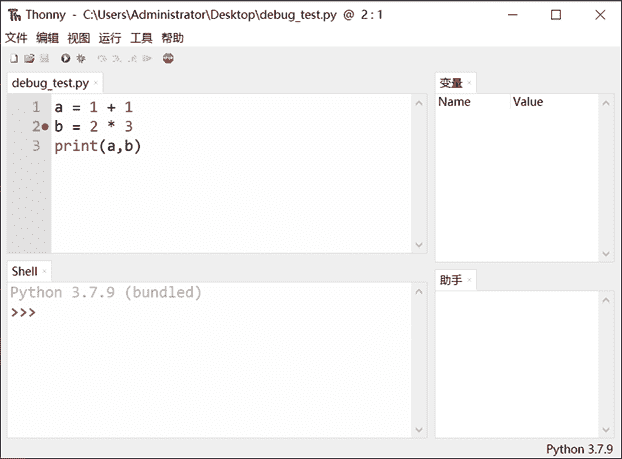 Thonny - C:\Users\Administrator\Desktop\debug_test.py @ 2:1
文件 编辑 视图 运行 工具 帮助
debug_test.py
1 a = 1 + 1
2 b = 2 * 3
3 print(a,b)
变量
Name Value
Shell
Python 3.7.9 (bundled)
>>>
助手
Python 3.7.9